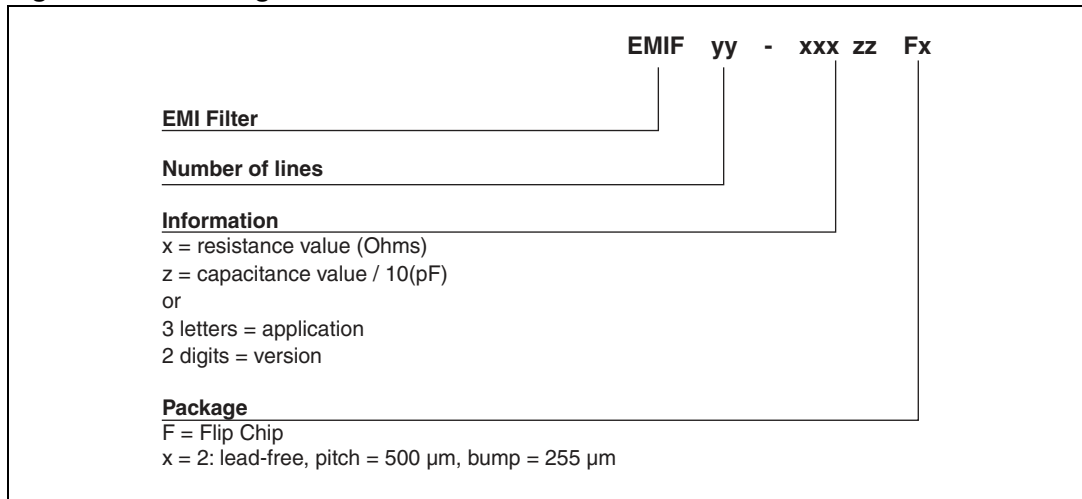 EMIF yy - xxx zz Fx
EMI Filter
Number of lines
Information
x = resistance value (Ohms)
z = capacitance value / 10(pF)
or
3 letters = application
2 digits = version
Package
F = Flip Chip
x = 2: lead-free, pitch = 500 µm, bump = 255 µm